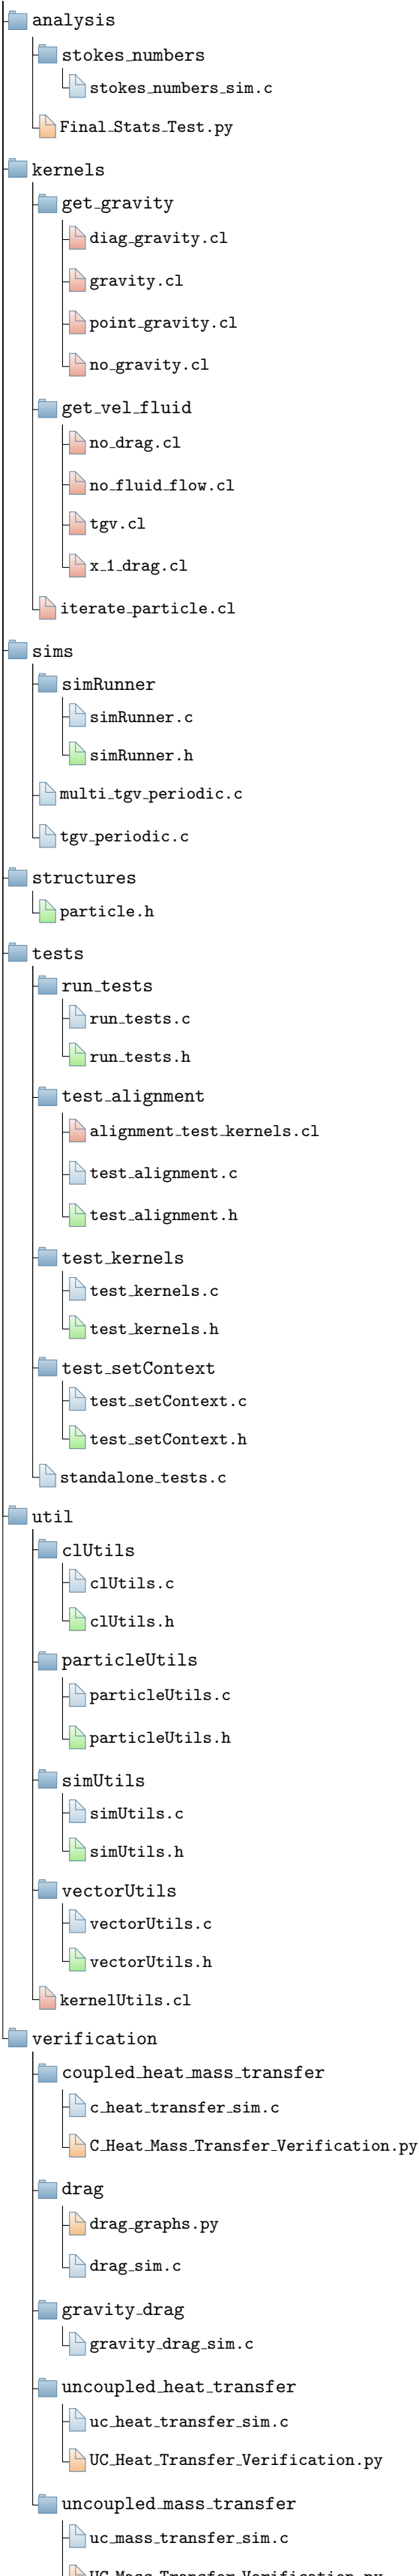 analysis
stokes_numbers
stokes_numbers_sim.c
Final_Stats_Test.py
kernels
get_gravity
diag_gravity.cl
gravity.cl
point_gravity.cl
no_gravity.cl
get_vel_fluid
no_drag.cl
no_fluid_flow.cl
tgv.cl
x_1_drag.cl
iterate_particle.cl
sims
simRunner
simRunner.c
simRunner.h
multi_tgv_periodic.c
tgv_periodic.c
structures
particle.h
tests
run_tests
run_tests.c
run_tests.h
test_alignment
alignment_test_kernels.cl
test_alignment.c
test_alignment.h
test_kernels
test_kernels.c
test_kernels.h
test_setContext
test_setContext.c
test_setContext.h
standalone_tests.c
util
clUtils
clUtils.c
clUtils.h
particleUtils
particleUtils.c
particleUtils.h
simUtils
simUtils.c
simUtils.h
vectorUtils
vectorUtils.c
vectorUtils.h
kernelUtils.cl
verification
coupled_heat_mass_transfer
c_heat_transfer_sim.c
C_Heat_Mass_Transfer_Verification.py
drag
drag_graphs.py
drag_sim.c
gravity_drag
gravity_drag_sim.c
uncoupled_heat_transfer
uc_heat_transfer_sim.c
UC_Heat_Transfer_Verification.py
uncoupled_mass_transfer
uc_mass_transfer_sim.c